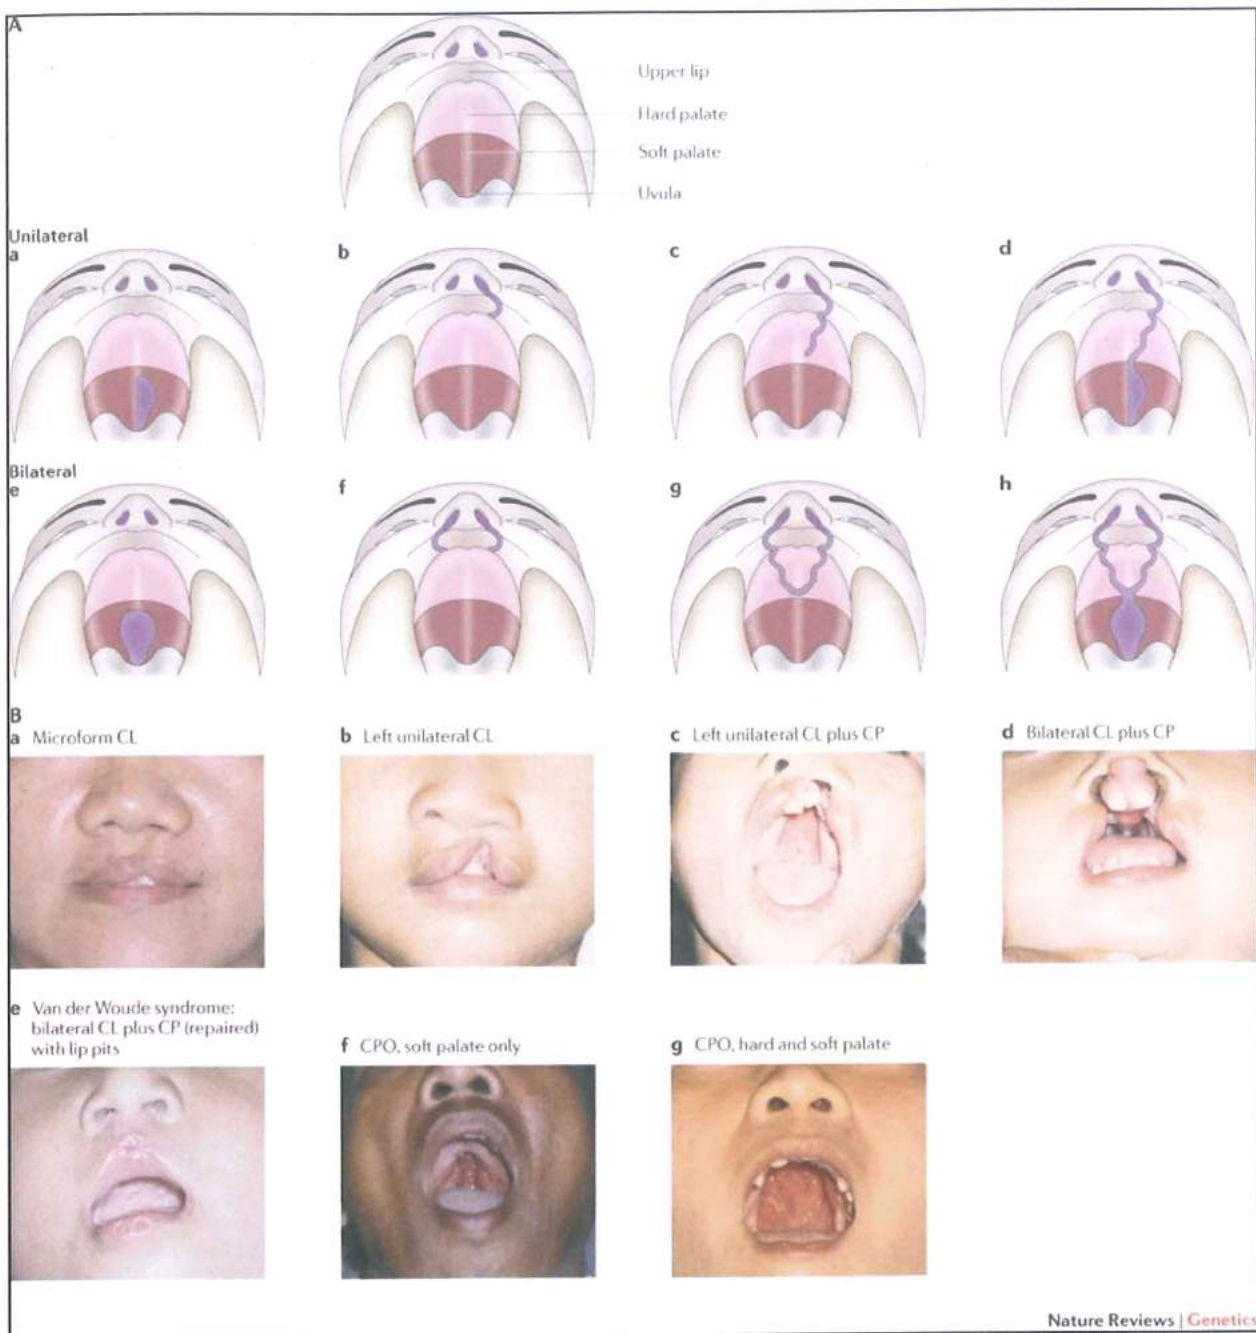 A
Upper lip
Hard palate
Soft palate
Uvula
Unilateral
a
b
c
d
Bilateral
e
f
g
h
B
a Microform CL
b Left unilateral CL
c Left unilateral CL plus CP
d Bilateral CL plus CP
e Van der Woude syndrome:
bilateral CL plus CP (repaired)
with lip pits
f CPO, soft palate only
g CPO, hard and soft palate
Nature Reviews | Genetics